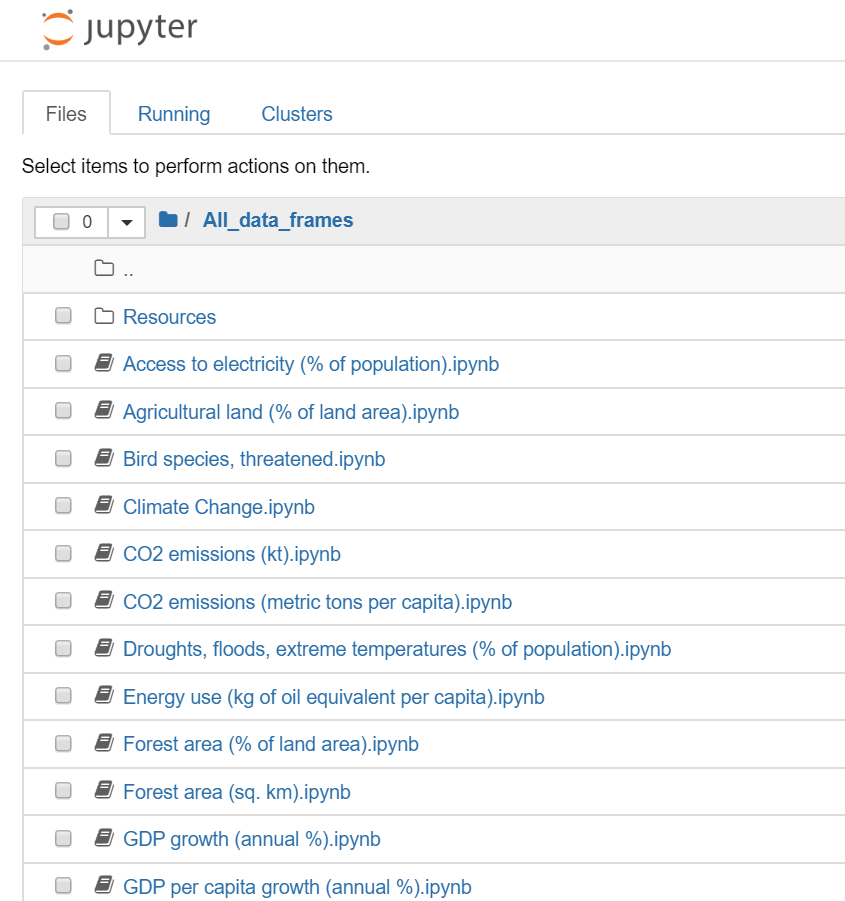 jupyter
Files Running Clusters
Select items to perform actions on them.
0 / All_data_frames
..
Resources
Access to electricity (% of population).ipynb
Agricultural land (% of land area).ipynb
Bird species, threatened.ipynb
Climate Change.ipynb
CO2 emissions (kt).ipynb
CO2 emissions (metric tons per capita).ipynb
Droughts, floods, extreme temperatures (% of population).ipynb
Energy use (kg of oil equivalent per capita).ipynb
Forest area (% of land area).ipynb
Forest area (sq. km).ipynb
GDP growth (annual %).ipynb
GDP per capita growth (annual %).ipynb